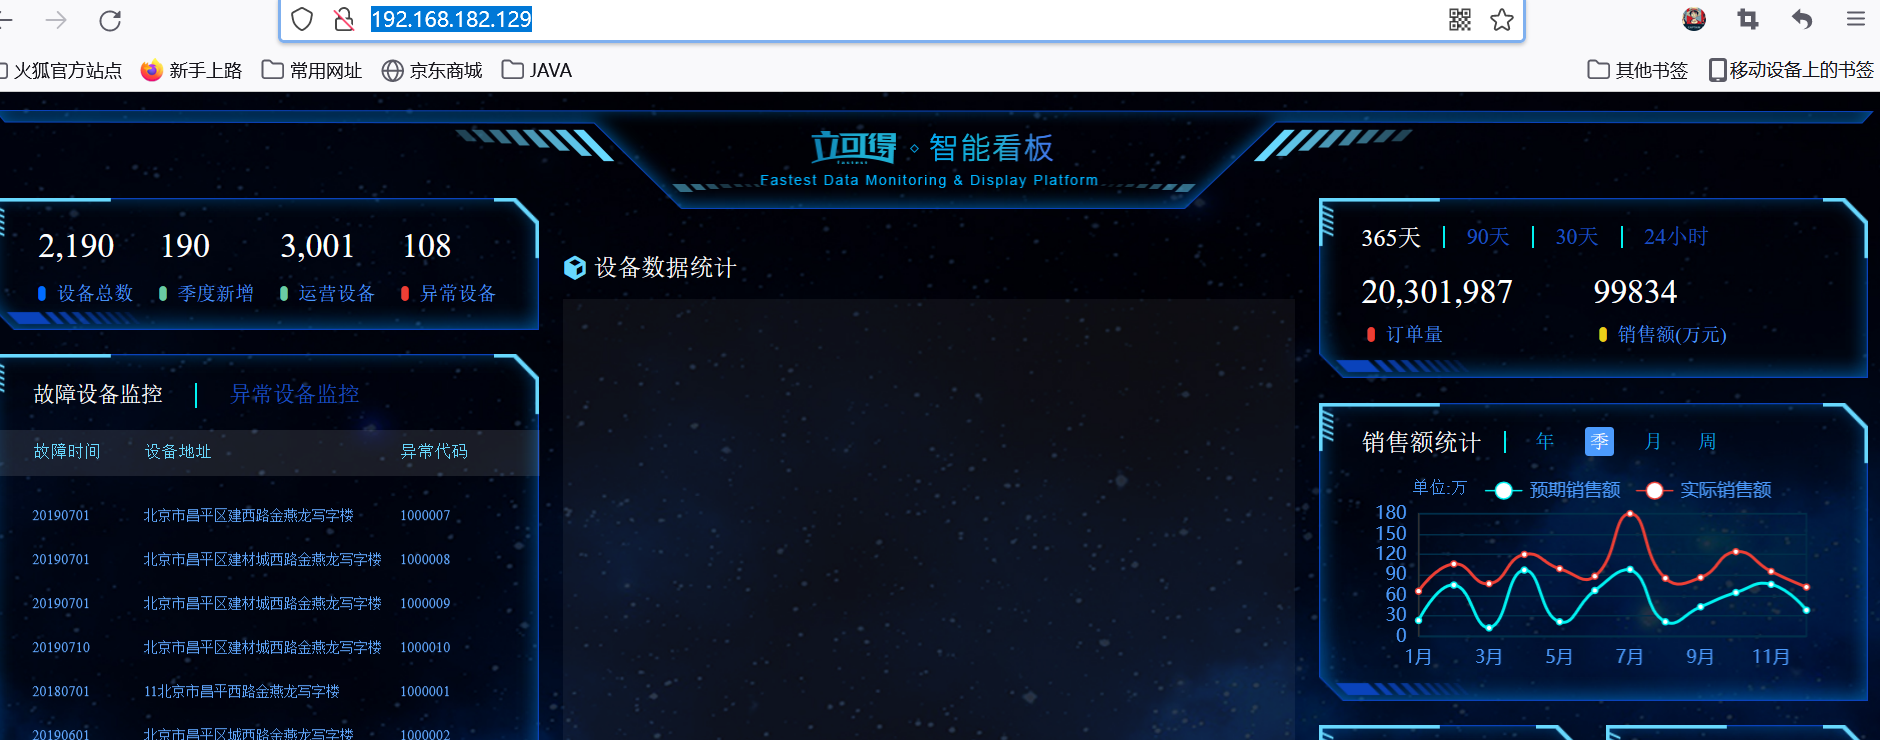 192.168.182.129
火狐官方站点 新手上路 常用网址 京东商城 JAVA 其他书签 移动设备上的书签
立可得 · 智能看板
Fastest Data Monitoring & Display Platform
2,190 190 3,001 108
设备总数 季度新增 运营设备 异常设备
故障设备监控 异常设备监控
故障时间 设备地址 异常代码
20190701 北京市昌平区建西路金燕龙写字楼 1000007
20190701 北京市昌平区建材城西路金燕龙写字楼 1000008
20190701 北京市昌平区建材城西路金燕龙写字楼 1000009
20190710 北京市昌平区建材城西路金燕龙写字楼 1000010
20180701 11北京市昌平西路金燕龙写字楼 1000001
20190601 北京市昌平区城西路金燕龙写字楼 1000002
设备数据统计
365天 90天 30天 24小时
20,301,987 99834
订单量 销售额(万元)
销售额统计 年 季 月 周
单位:万 预期销售额 实际销售额
180
150
120
90
60
30
0
1月 3月 5月 7月 9月 11月